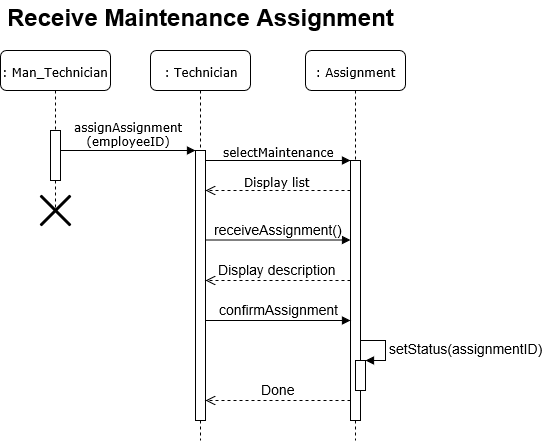 Receive Maintenance Assignment
: Man_Technician
: Technician
: Assignment
assignAssignment
(employeeID)
selectMaintenance
Display list
receiveAssignment()
Display description
confirmAssignment
setStatus(assignmentID)
Done